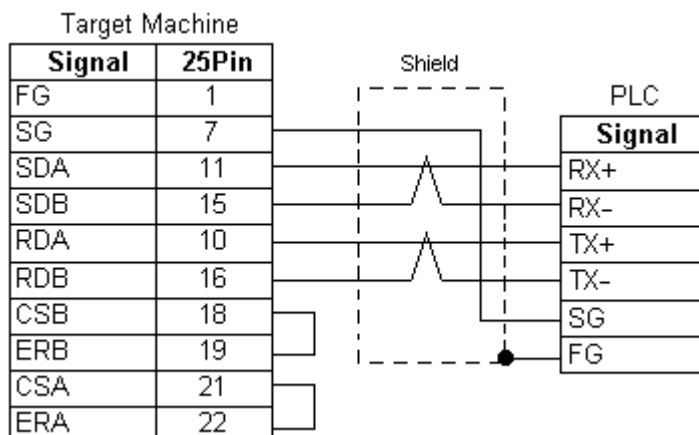 Target Machine
Signal 25Pin
FG 1
SG 7
SDA 11
SDB 15
RDA 10
RDB 16
CSB 18
ERB 19
CSA 21
ERA 22
Shield
PLC
Signal
RX+
RX-
TX+
TX-
SG
FG